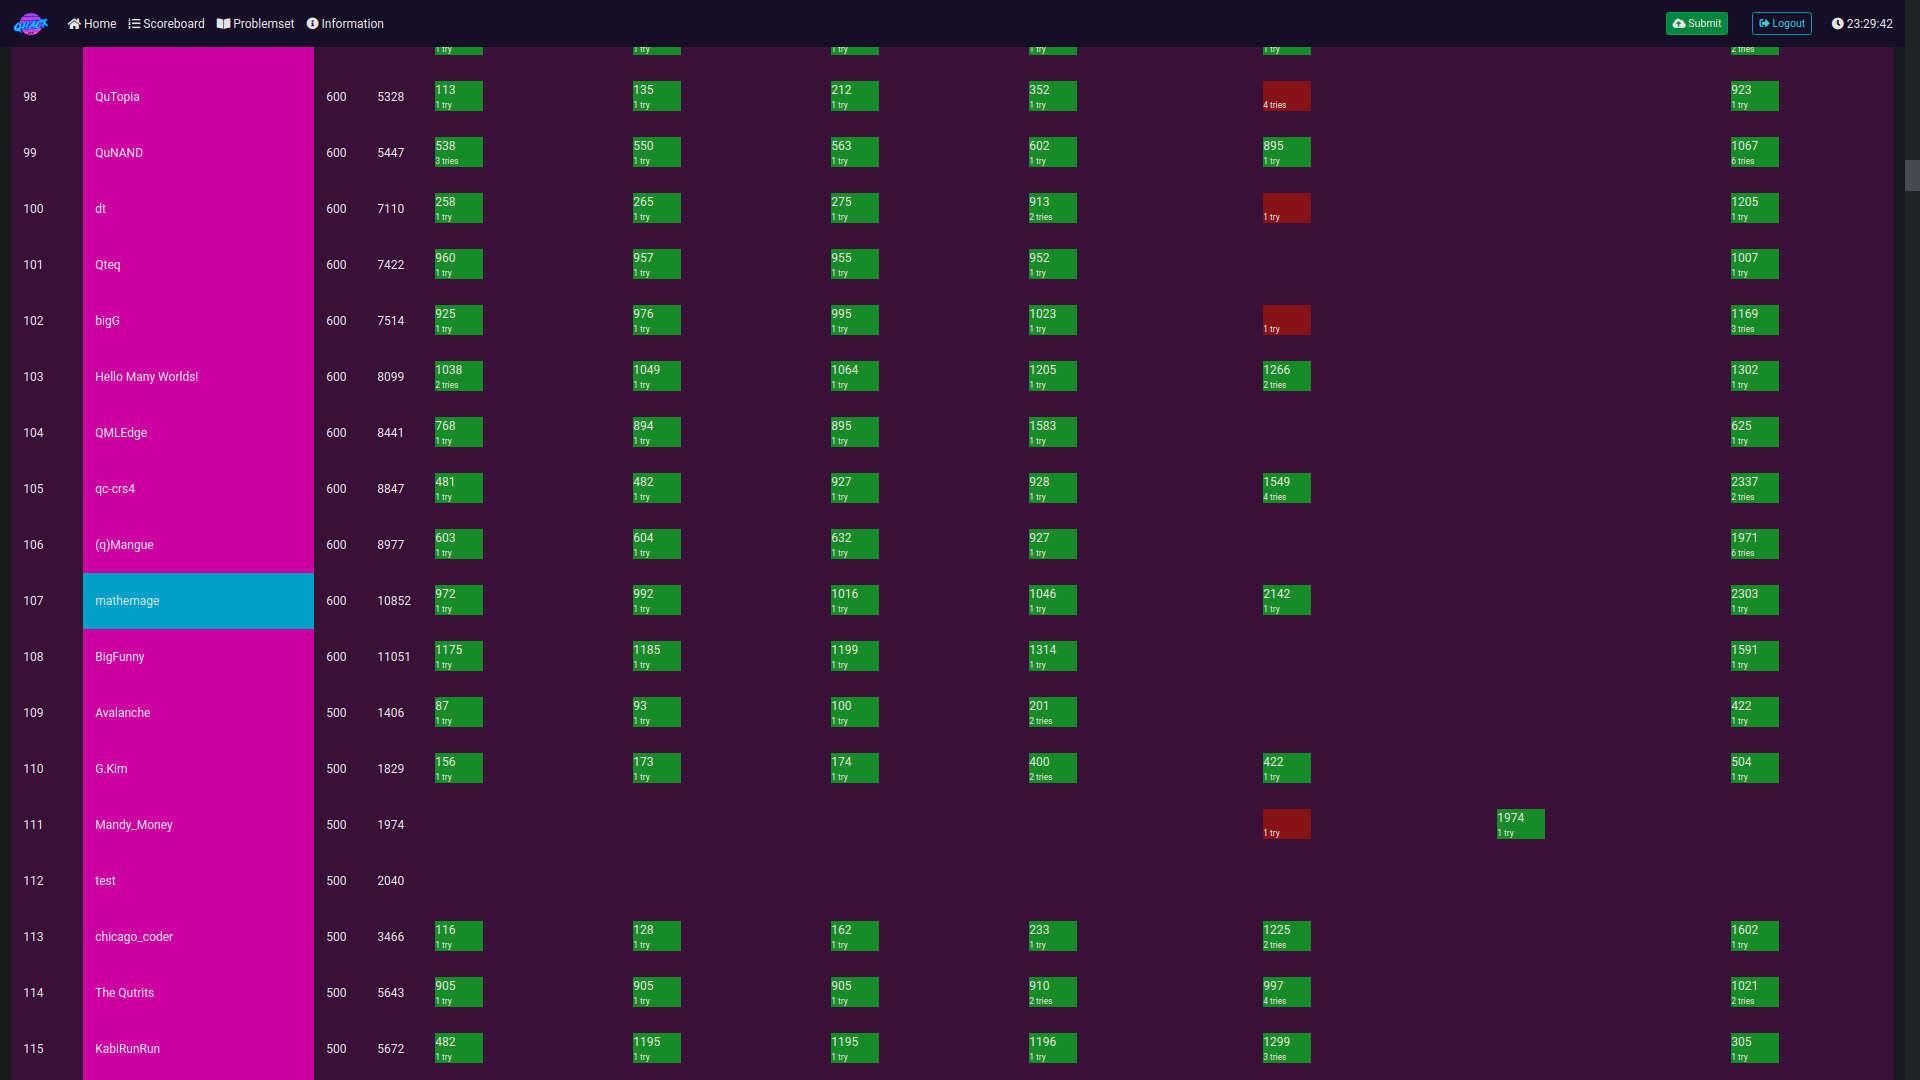 QHACK Home Scoreboard Problemset Information Submit Logout 23:29:42
1 try 1 try 1 try 1 try 1 try 2 tries
98 QuTopia 600 5328 113 135 212 352 923
1 try 1 try 1 try 1 try 4 tries 1 try
99 QuNAND 600 5447 538 550 563 602 895 1067
3 tries 1 try 1 try 1 try 1 try 6 tries
100 dt 600 7110 258 265 275 913 1205
1 try 1 try 1 try 2 tries 1 try 1 try
101 Qteq 600 7422 960 957 955 952 1007
1 try 1 try 1 try 1 try 1 try
102 bigG 600 7514 925 976 995 1023 1169
1 try 1 try 1 try 1 try 1 try 3 tries
103 Hello Many Worlds! 600 8099 1038 1049 1064 1205 1266 1302
2 tries 1 try 1 try 1 try 2 tries 1 try
104 QMLEdge 600 8441 768 894 895 1583 625
1 try 1 try 1 try 1 try 1 try
105 qc-crs4 600 8847 481 482 927 928 1549 2337
1 try 1 try 1 try 1 try 4 tries 2 tries
106 (q)Mangue 600 8977 603 604 632 927 1971
1 try 1 try 1 try 1 try 6 tries
107 mathemage 600 10852 972 992 1016 1046 2142 2303
1 try 1 try 1 try 1 try 1 try 1 try
108 BigFunny 600 11051 1175 1185 1199 1314 1591
1 try 1 try 1 try 1 try 1 try
109 Avalanche 500 1406 87 93 100 201 422
1 try 1 try 1 try 2 tries 1 try
110 G.Kim 500 1829 156 173 174 400 422 504
1 try 1 try 1 try 2 tries 1 try 1 try
111 Mandy_Money 500 1974 1974
1 try 1 try
112 test 500 2040
113 chicago_coder 500 3466 116 128 162 233 1225 1602
1 try 1 try 1 try 1 try 2 tries 1 try
114 The Qutrits 500 5643 905 905 905 910 997 1021
1 try 1 try 1 try 2 tries 4 tries 2 tries
115 KabiRunRun 500 5672 482 1195 1195 1196 1299 305
1 try 1 try 1 try 1 try 3 tries 1 try